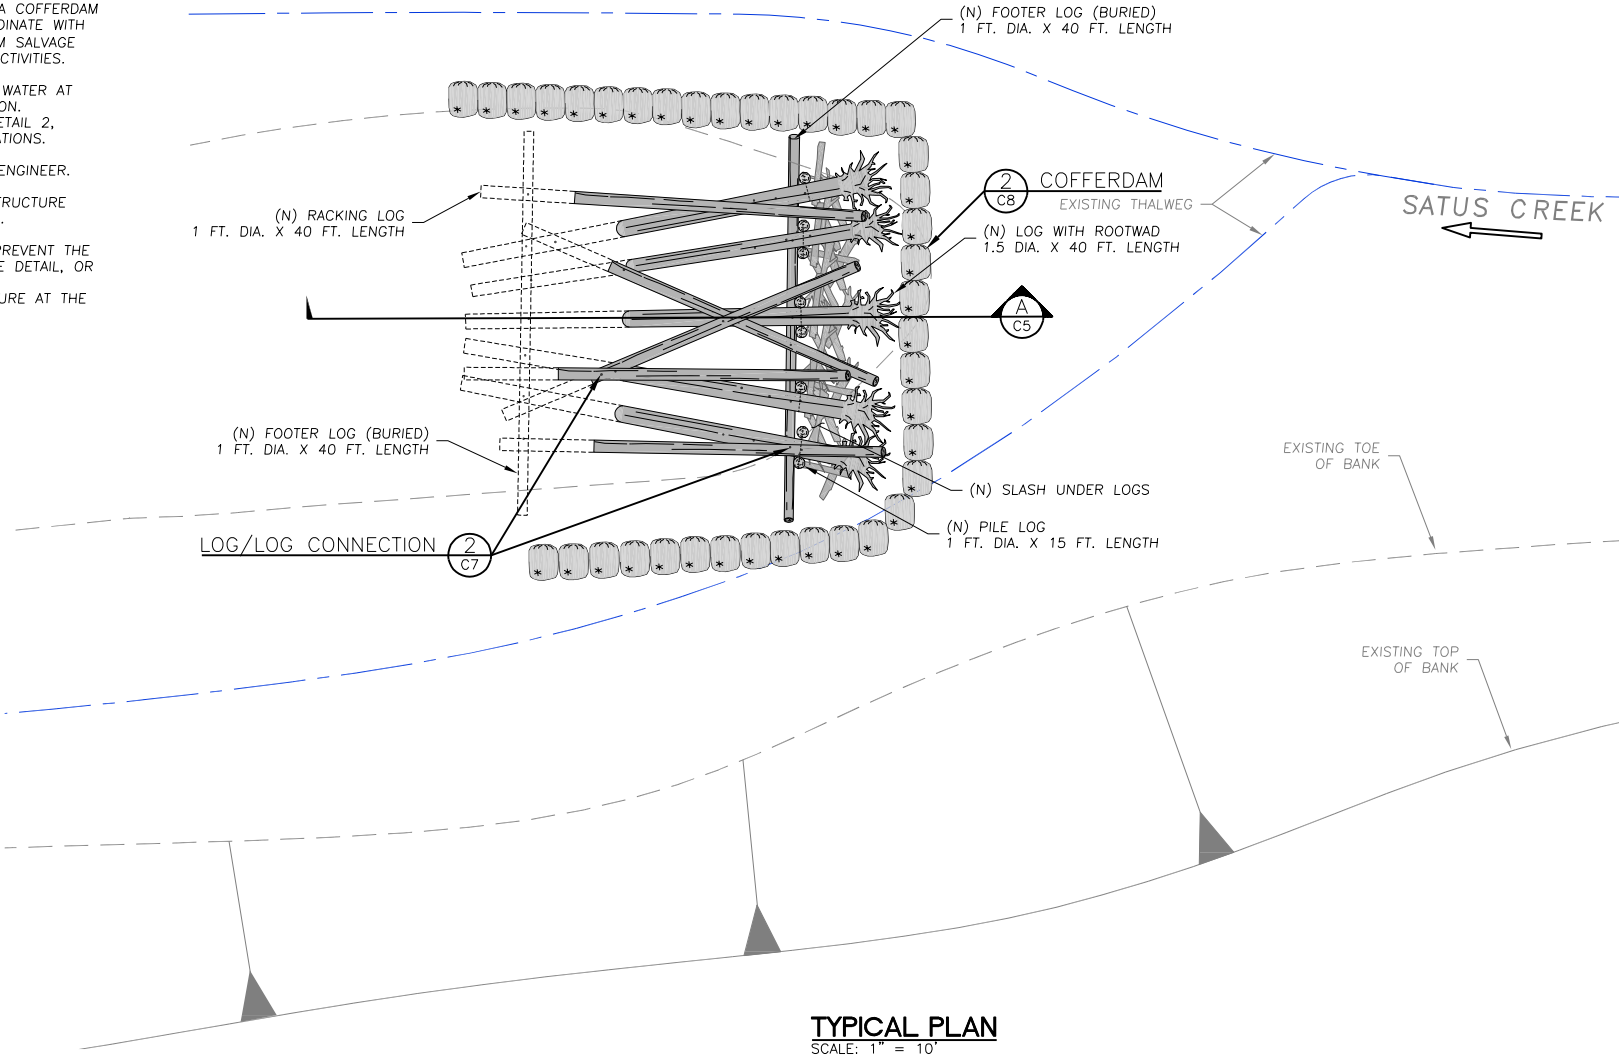 A COFFERDAM
DINATE WITH
M SALVAGE
CTIVITIES.
WATER AT
ON.
ETAIL 2,
ATIONS.
ENGINEER.
TRUCTURE
.
PREVENT THE
E DETAIL, OR
URE AT THE
(N) FOOTER LOG (BURIED)
1 FT. DIA. X 40 FT. LENGTH
2
C8
COFFERDAM
EXISTING THALWEG
SATUS CREEK
(N) RACKING LOG
1 FT. DIA. X 40 FT. LENGTH
(N) LOG WITH ROOTWAD
1.5 DIA. X 40 FT. LENGTH
A
C5
(N) FOOTER LOG (BURIED)
1 FT. DIA. X 40 FT. LENGTH
EXISTING TOE
OF BANK
(N) SLASH UNDER LOGS
(N) PILE LOG
1 FT. DIA. X 15 FT. LENGTH
LOG/LOG CONNECTION
2
C7
EXISTING TOP
OF BANK
TYPICAL PLAN
SCALE: 1" = 10'